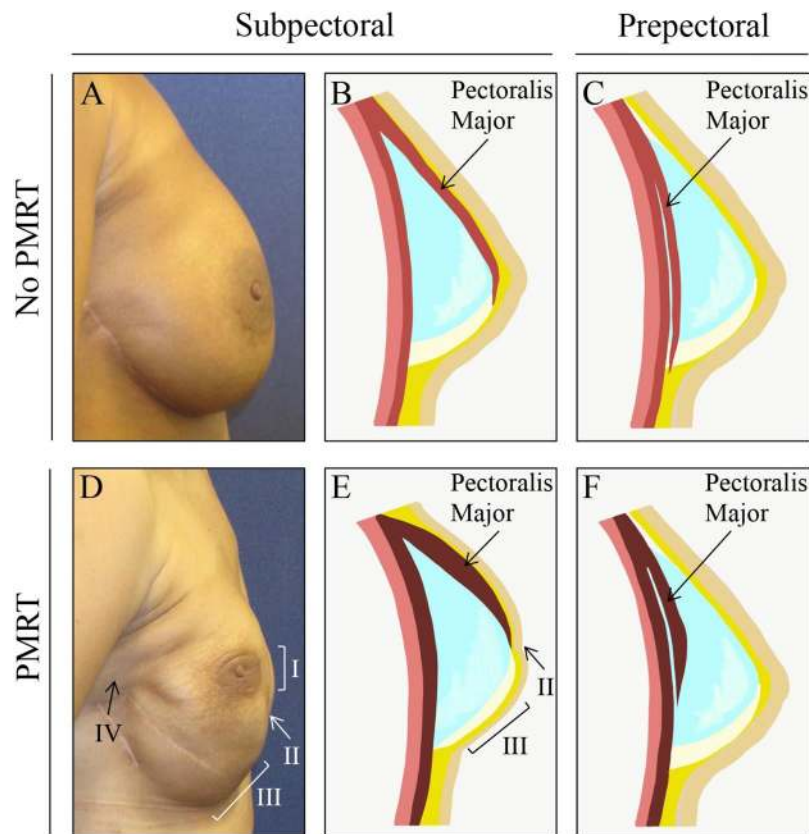 Subpectoral
Prepectoral
No PMRT
A
B
Pectoralis
Major
C
Pectoralis
Major
PMRT
D
I
II
III
IV
E
Pectoralis
Major
II
III
F
Pectoralis
Major